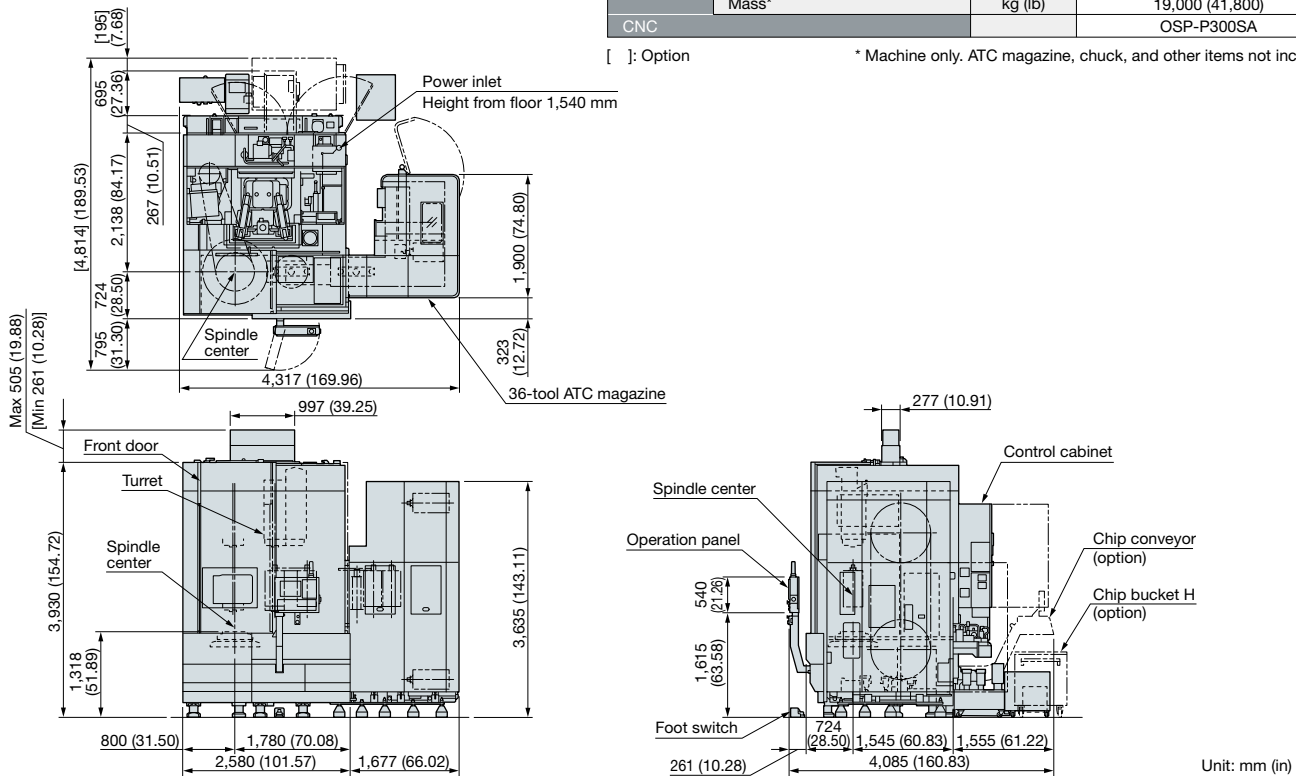 Mass* kg (lb) 19,000 (41,800)
CNC OSP-P300SA
[ ]: Option * Machine only. ATC magazine, chuck, and other items not inc
[195]
(7.68)
695
(27.36)
[4,814] (189.53)
2,138 (84.17)
267 (10.51)
724
(28.50)
795
(31.30)
Power inlet
Height from floor 1,540 mm
1,900 (74.80)
323
(12.72)
Spindle
center
4,317 (169.96)
36-tool ATC magazine
Max 505 (19.88)
[Min 261 (10.28)]
997 (39.25)
Front door
Turret
Spindle
center
3,930 (154.72)
1,318
(51.89)
3,635 (143.11)
800 (31.50)
1,780 (70.08)
2,580 (101.57)
1,677 (66.02)
277 (10.91)
Control cabinet
Spindle center
Operation panel
Chip conveyor
(option)
Chip bucket H
(option)
540
(21.26)
1,615
(63.58)
Foot switch
724
(28.50)
1,545 (60.83)
1,555 (61.22)
261 (10.28)
4,085 (160.83)
Unit: mm (in)